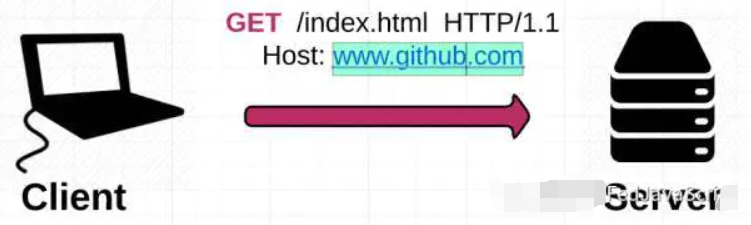 GET /index.html HTTP/1.1
Host: www.github.com
Client
Server